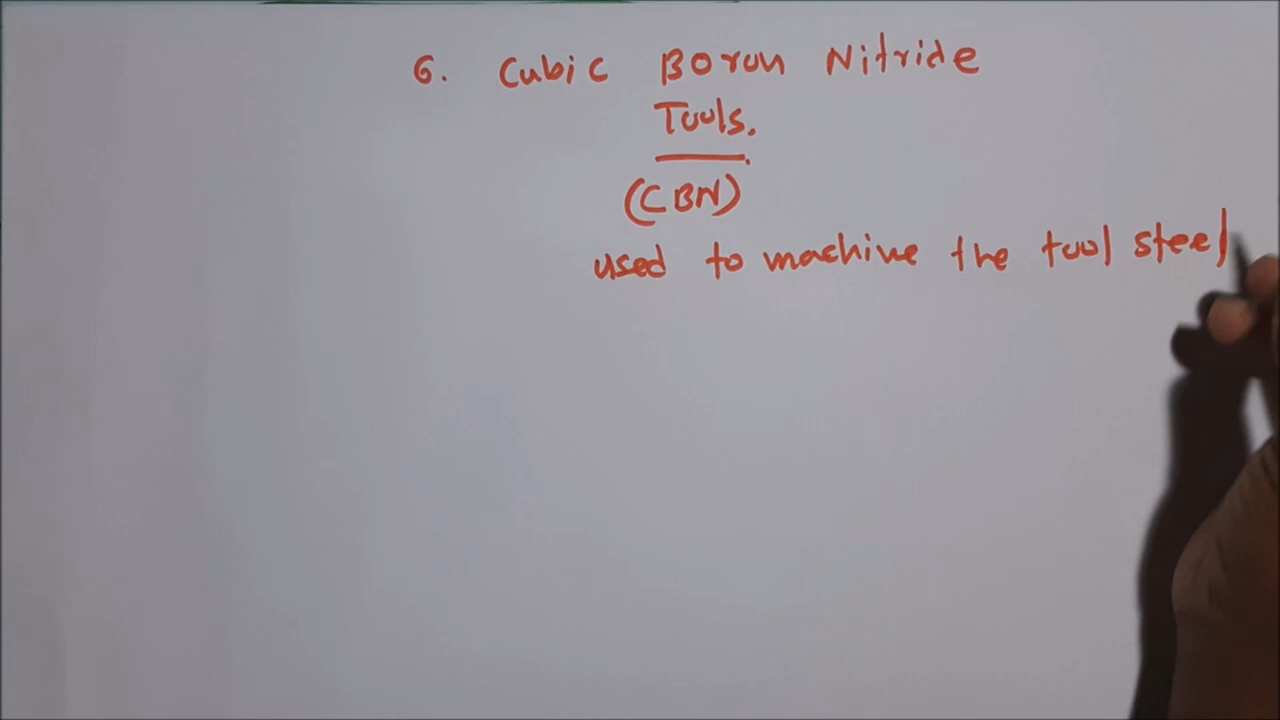 6. Cubic Boron Nitride
Tools.
(CBN)
used to machine the tool steel